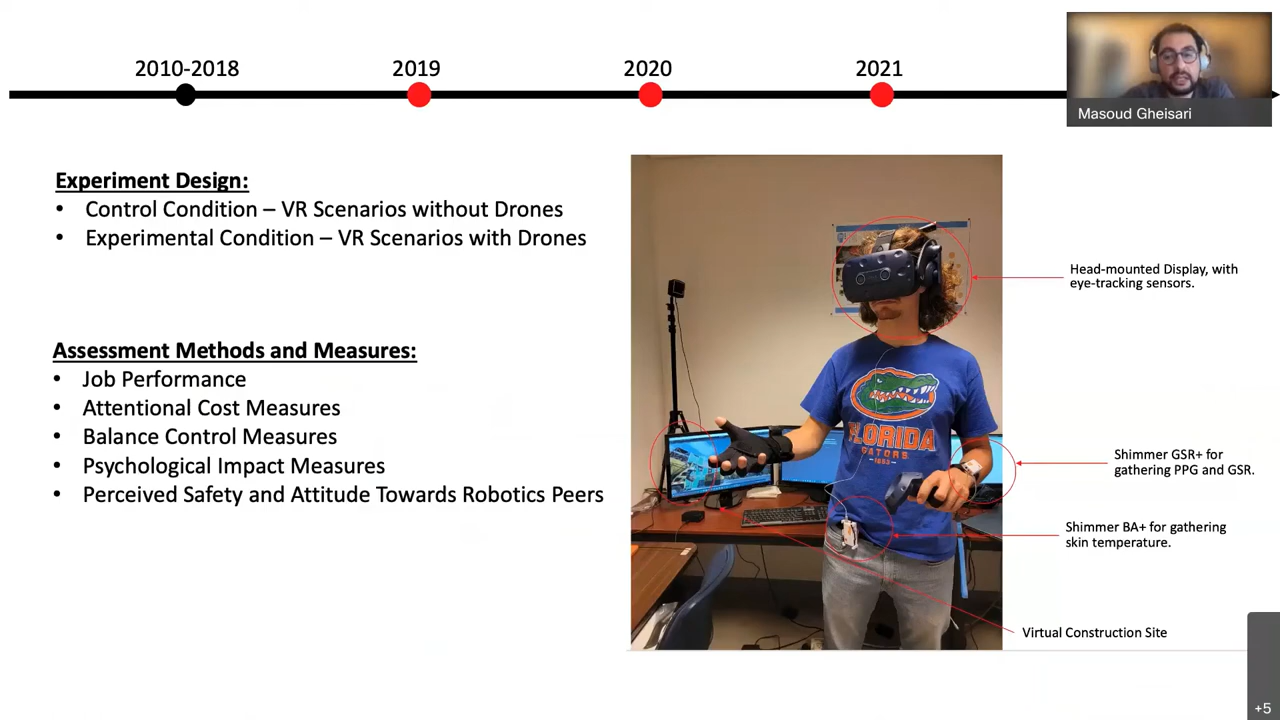 2010-2018
2019
2020
2021
Masoud Gheisari
Experiment Design:
• Control Condition – VR Scenarios without Drones
• Experimental Condition – VR Scenarios with Drones
Assessment Methods and Measures:
• Job Performance
• Attentional Cost Measures
• Balance Control Measures
• Psychological Impact Measures
• Perceived Safety and Attitude Towards Robotics Peers
Head-mounted Display, with
eye-tracking sensors.
FLORIDA
GATORS
Shimmer GSR+ for
gathering PPG and GSR.
Shimmer BA+ for gathering
skin temperature.
Virtual Construction Site
+5